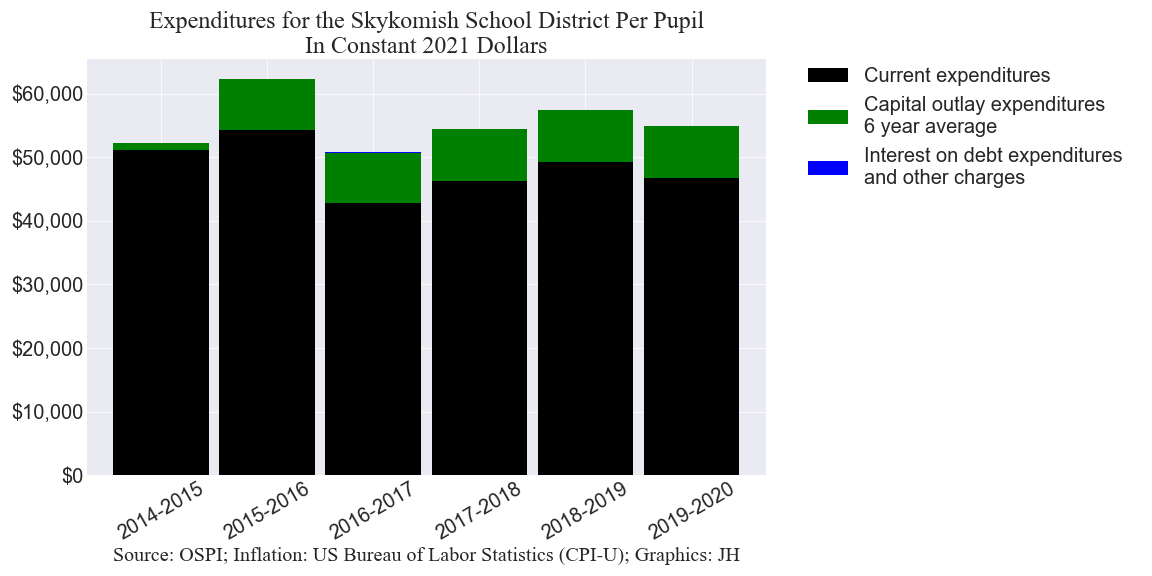 Expenditures for the Skykomish School District Per Pupil
In Constant 2021 Dollars
$60,000
$50,000
$40,000
$30,000
$20,000
$10,000
$0
2014-2015
2015-2016
2016-2017
2017-2018
2018-2019
2019-2020
Current expenditures
Capital outlay expenditures
6 year average
Interest on debt expenditures
and other charges
Source: OSPI; Inflation: US Bureau of Labor Statistics (CPI-U); Graphics: JH